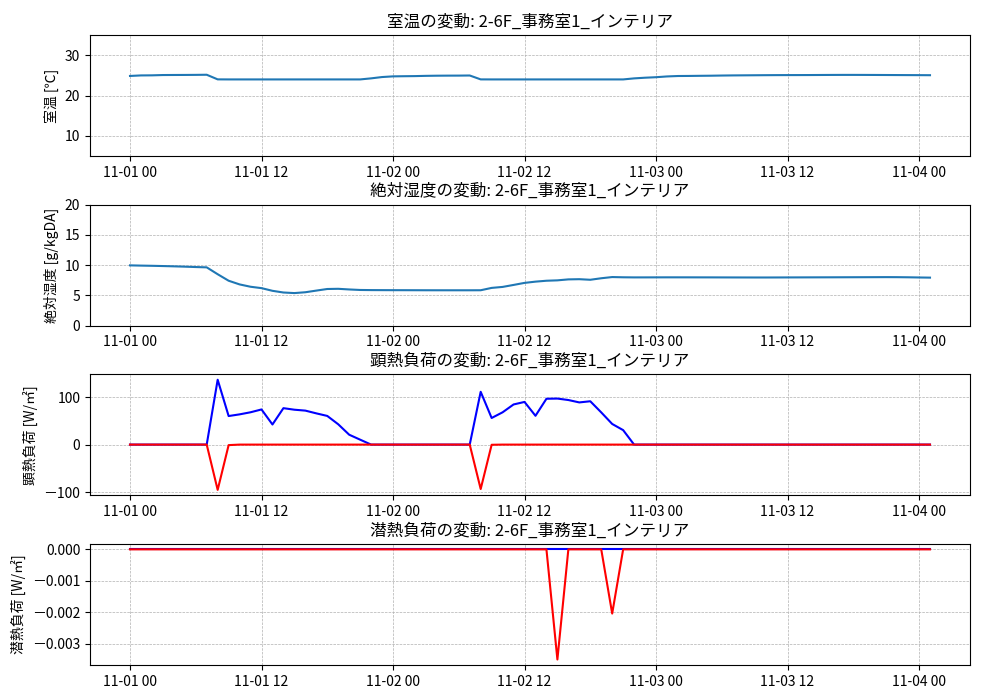 室温の変動: 2-6F_事務室1_インテリア
室温 [℃]
30
20
10
11-01 00 11-01 12 11-02 00 11-02 12 11-03 00 11-03 12 11-04 00
絶対湿度の変動: 2-6F_事務室1_インテリア
絶対湿度 [g/kgDA]
20
15
10
5
0
11-01 00 11-01 12 11-02 00 11-02 12 11-03 00 11-03 12 11-04 00
顕熱負荷の変動: 2-6F_事務室1_インテリア
顕熱負荷 [W/㎡]
100
0
−100
11-01 00 11-01 12 11-02 00 11-02 12 11-03 00 11-03 12 11-04 00
潜熱負荷の変動: 2-6F_事務室1_インテリア
潜熱負荷 [W/㎡]
0.000
−0.001
−0.002
−0.003
11-01 00 11-01 12 11-02 00 11-02 12 11-03 00 11-03 12 11-04 00